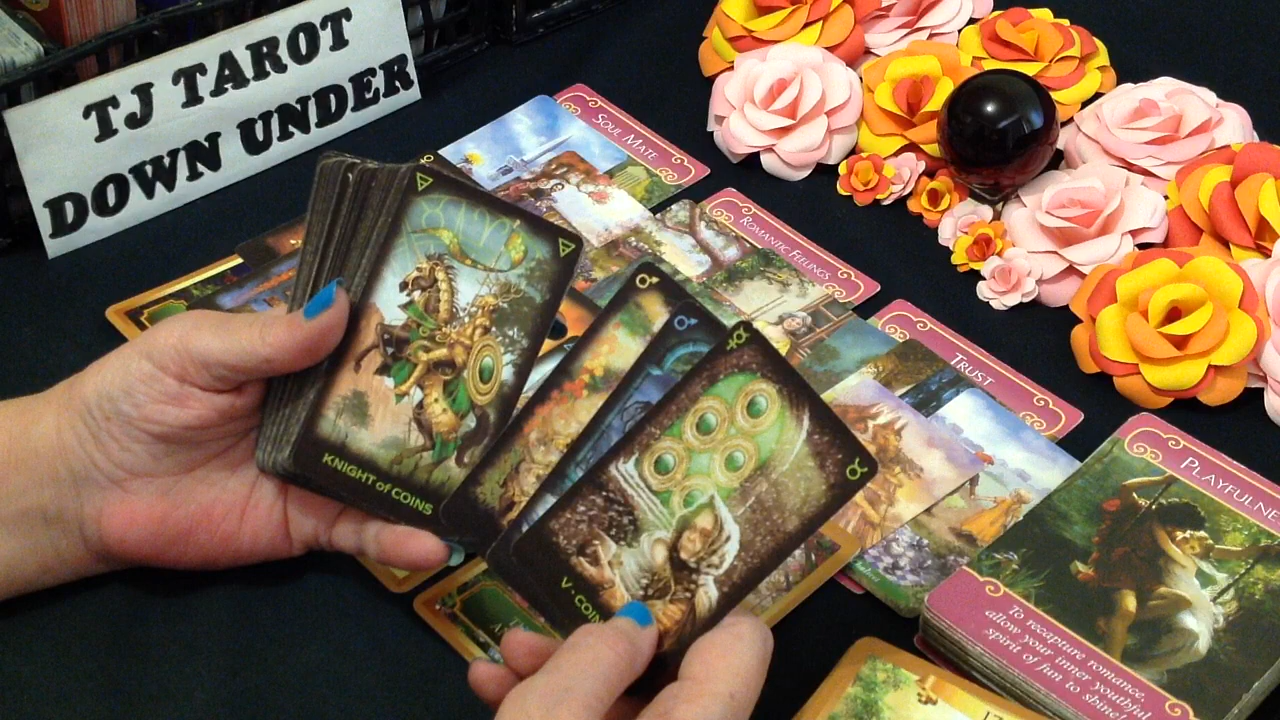 TJ TAROT
DOWN UNDER
SOUL MATE
ROMANTIC FEELINGS
TRUST
KNIGHT of COINS
V · COIN
PLAYFULNE
To recapture romance,
allow your inner youthful
spirit of fun to shine